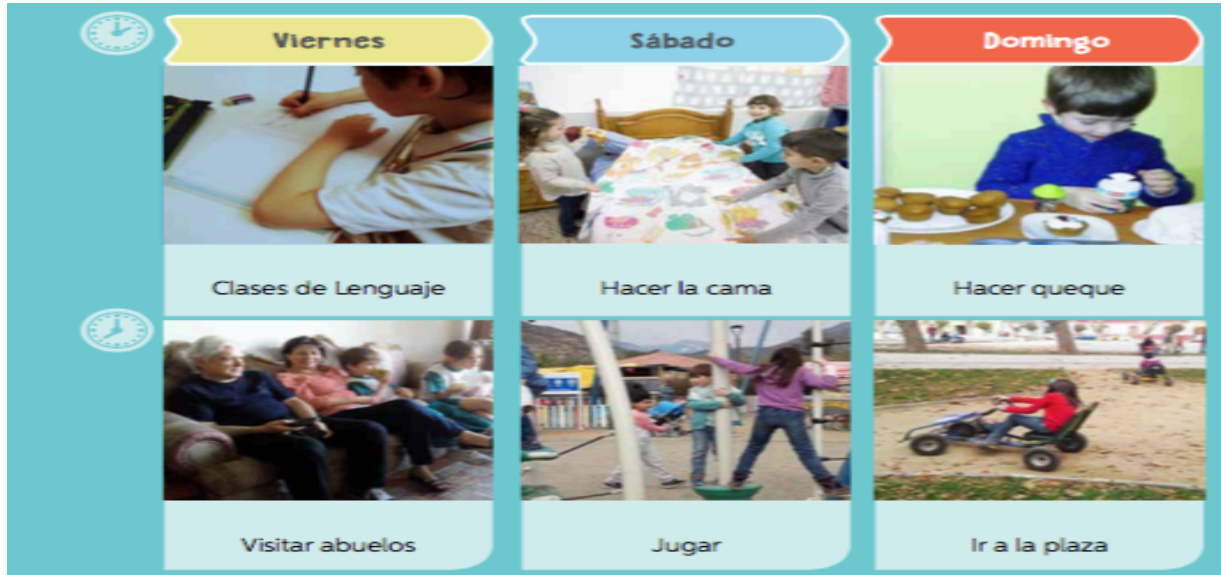 Viernes
Sábado
Domingo
Clases de Lenguaje
Hacer la cama
Hacer queque
Visitar abuelos
Jugar
Ir a la plaza